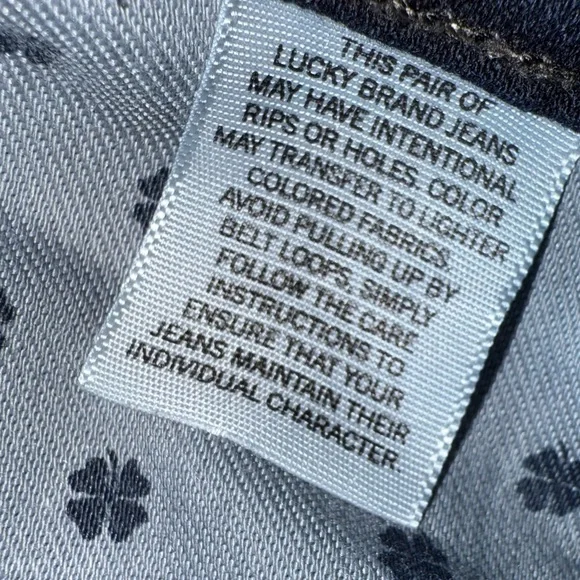 THIS PAIR OF
LUCKY BRAND JEANS
MAY HAVE INTENTIONAL
RIPS OR HOLES. COLOR
MAY TRANSFER TO LIGHTER
COLORED FABRICS.
AVOID PULLING UP BY
BELT LOOPS. SIMPLY
FOLLOW THE CARE
INSTRUCTIONS TO
ENSURE THAT YOUR
JEANS MAINTAIN THEIR
INDIVIDUAL CHARACTER.